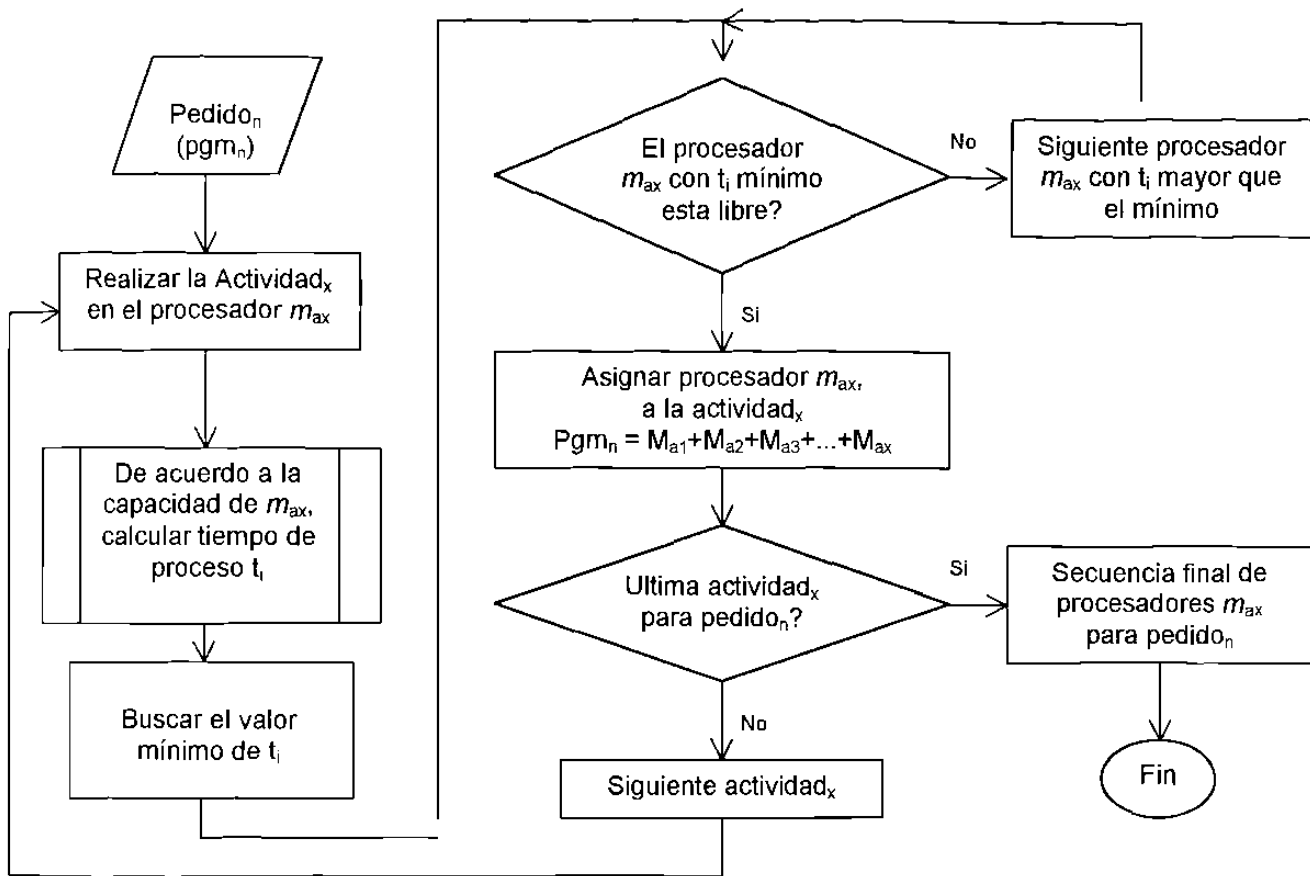 Pedidoₙ
(pgmₙ)
Realizar la Actividadₓ
en el procesador mₐₓ
De acuerdo a la
capacidad de mₐₓ,
calcular tiempo de
proceso tᵢ
Buscar el valor
mínimo de tᵢ
El procesador
mₐₓ con tᵢ mínimo
esta libre?
No
Siguiente procesador
mₐₓ con tᵢ mayor que
el mínimo
Si
Asignar procesador mₐₓ,
a la actividadₓ
Pgmₙ = Mₐ₁+Mₐ₂+Mₐ₃+...+Mₐₓ
Ultima actividadₓ
para pedidoₙ?
Si
Secuencia final de
procesadores mₐₓ
para pedidoₙ
No
Siguiente actividadₓ
Fin